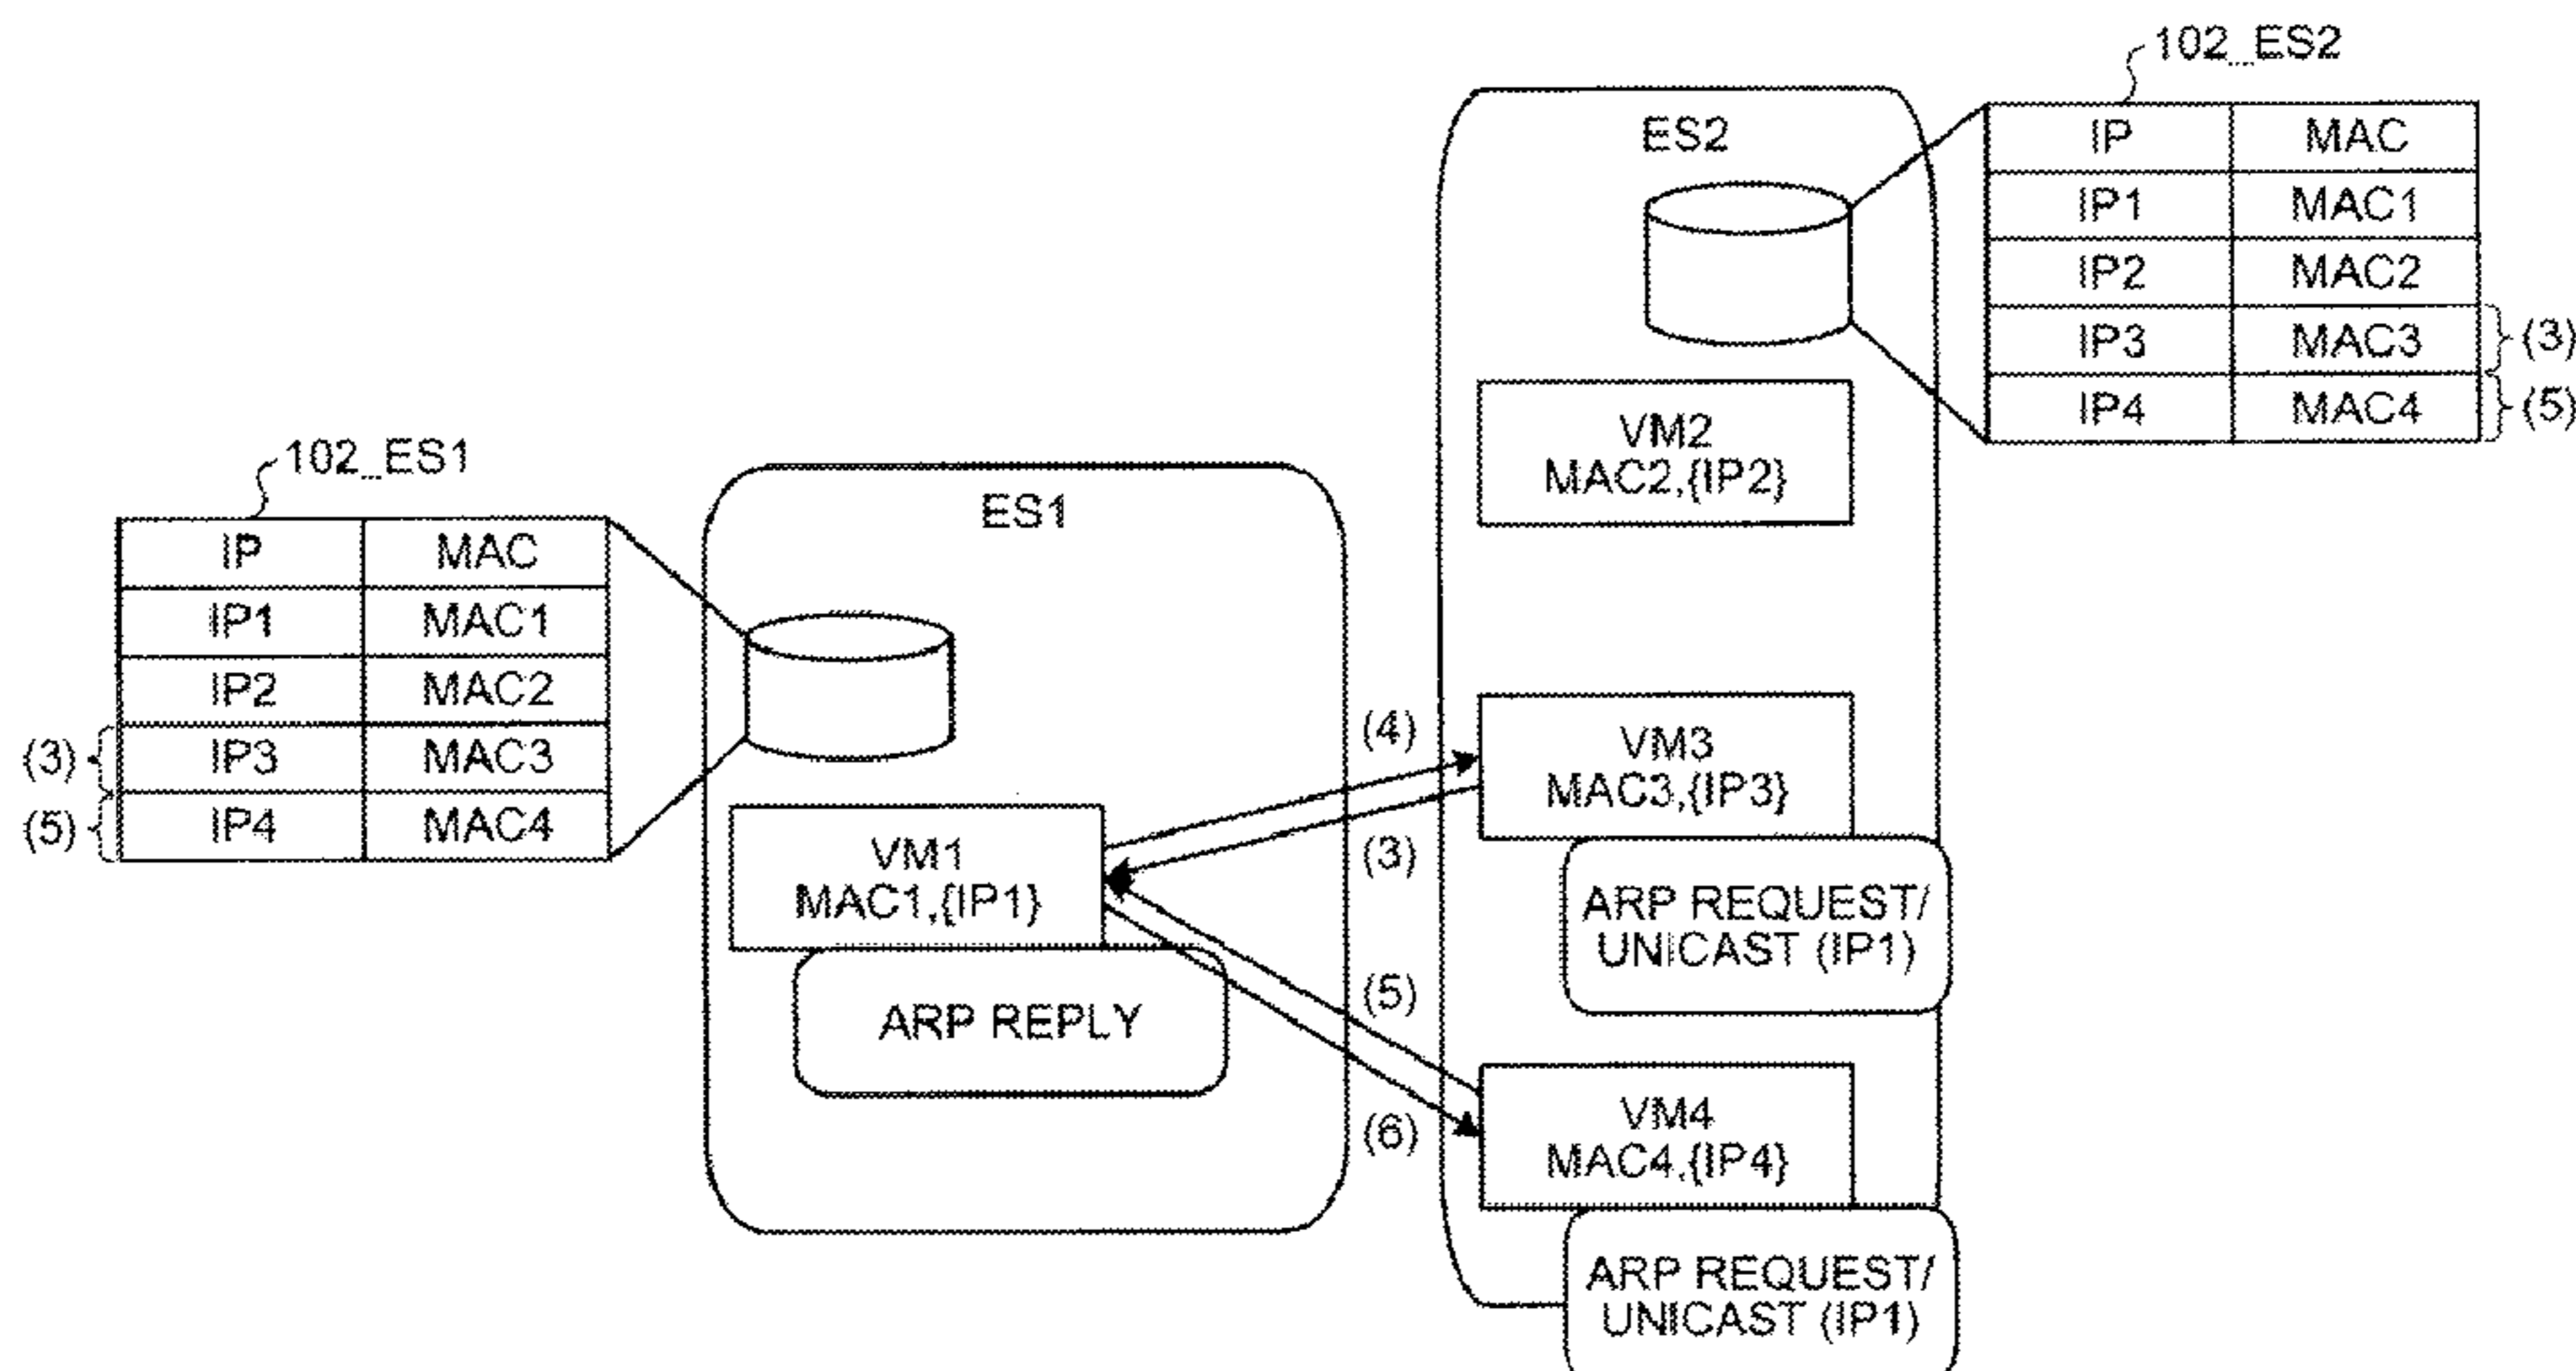 102_ES2
IP MAC
IP1 MAC1
IP2 MAC2
IP3 MAC3 (3)
IP4 MAC4 (5)
ES2
VM2
MAC2,{IP2}
102_ES1
IP MAC
IP1 MAC1
IP2 MAC2
(3) IP3 MAC3
(5) IP4 MAC4
ES1
VM1
MAC1,{IP1}
ARP REPLY
(4)
(3)
(5)
(6)
VM3
MAC3,{IP3}
ARP REQUEST/
UNICAST (IP1)
VM4
MAC4,{IP4}
ARP REQUEST/
UNICAST (IP1)